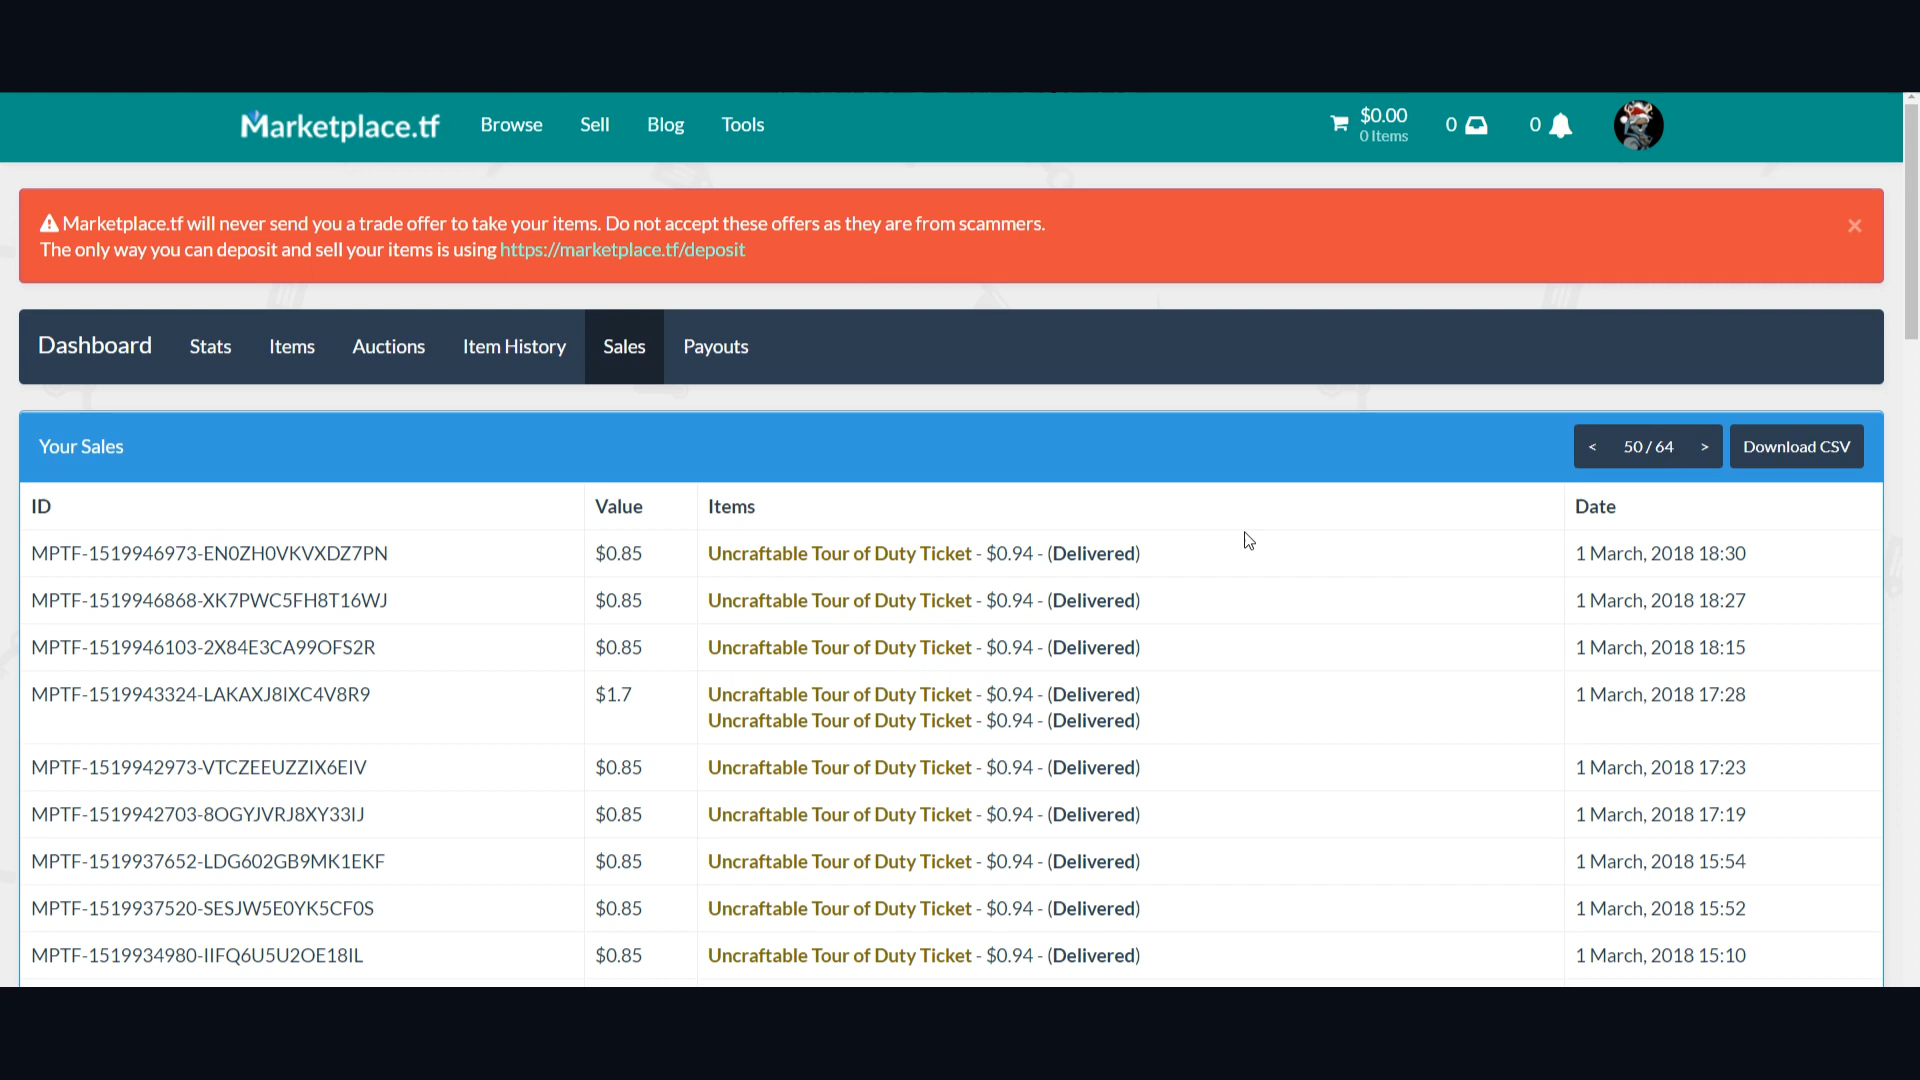 Marketplace.tf Browse Sell Blog Tools $0.00 0 Items 0 0
Marketplace.tf will never send you a trade offer to take your items. Do not accept these offers as they are from scammers.
The only way you can deposit and sell your items is using https://marketplace.tf/deposit
×
Dashboard Stats Items Auctions Item History Sales Payouts
Your Sales < 50 / 64 > Download CSV
ID Value Items Date
MPTF-1519946973-EN0ZH0VKVXDZ7PN $0.85 Uncraftable Tour of Duty Ticket - $0.94 - (Delivered) 1 March, 2018 18:30
MPTF-1519946868-XK7PWC5FH8T16WJ $0.85 Uncraftable Tour of Duty Ticket - $0.94 - (Delivered) 1 March, 2018 18:27
MPTF-1519946103-2X84E3CA99OFS2R $0.85 Uncraftable Tour of Duty Ticket - $0.94 - (Delivered) 1 March, 2018 18:15
MPTF-1519943324-LAKAXJ8IXC4V8R9 $1.7 Uncraftable Tour of Duty Ticket - $0.94 - (Delivered) 1 March, 2018 17:28
Uncraftable Tour of Duty Ticket - $0.94 - (Delivered)
MPTF-1519942973-VTCZEEUZZIX6EIV $0.85 Uncraftable Tour of Duty Ticket - $0.94 - (Delivered) 1 March, 2018 17:23
MPTF-1519942703-8OGYJVRJ8XY33IJ $0.85 Uncraftable Tour of Duty Ticket - $0.94 - (Delivered) 1 March, 2018 17:19
MPTF-1519937652-LDG602GB9MK1EKF $0.85 Uncraftable Tour of Duty Ticket - $0.94 - (Delivered) 1 March, 2018 15:54
MPTF-1519937520-SESJW5E0YK5CF0S $0.85 Uncraftable Tour of Duty Ticket - $0.94 - (Delivered) 1 March, 2018 15:52
MPTF-1519934980-IIFQ6U5U2OE18IL $0.85 Uncraftable Tour of Duty Ticket - $0.94 - (Delivered) 1 March, 2018 15:10